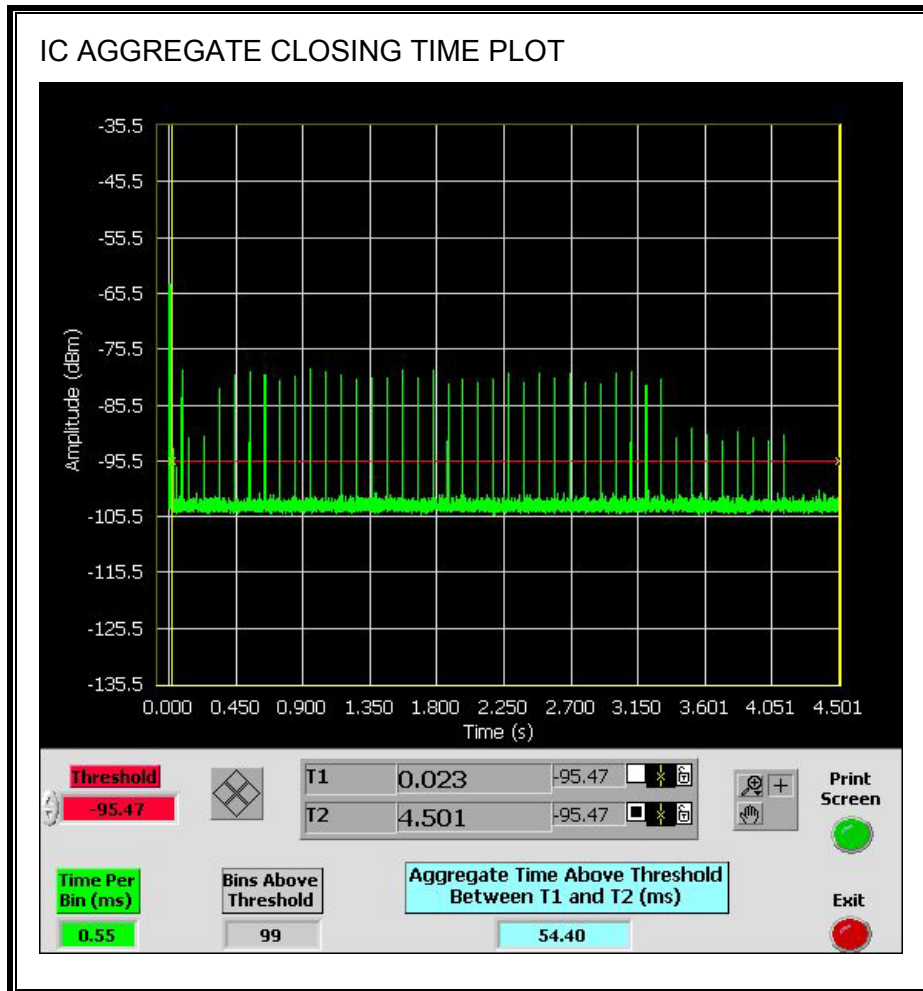 IC AGGREGATE CLOSING TIME PLOT
-35.5
-45.5
-55.5
-65.5
-75.5
-85.5
-95.5
-105.5
-115.5
-125.5
-135.5
Amplitude (dBm)
0.000 0.450 0.900 1.350 1.800 2.250 2.700 3.150 3.601 4.051 4.501
Time (s)
Threshold
-95.47
T1 0.023 -95.47
T2 4.501 -95.47
Print
Screen
Time Per
Bin (ms)
0.55
Bins Above
Threshold
99
Aggregate Time Above Threshold
Between T1 and T2 (ms)
54.40
Exit